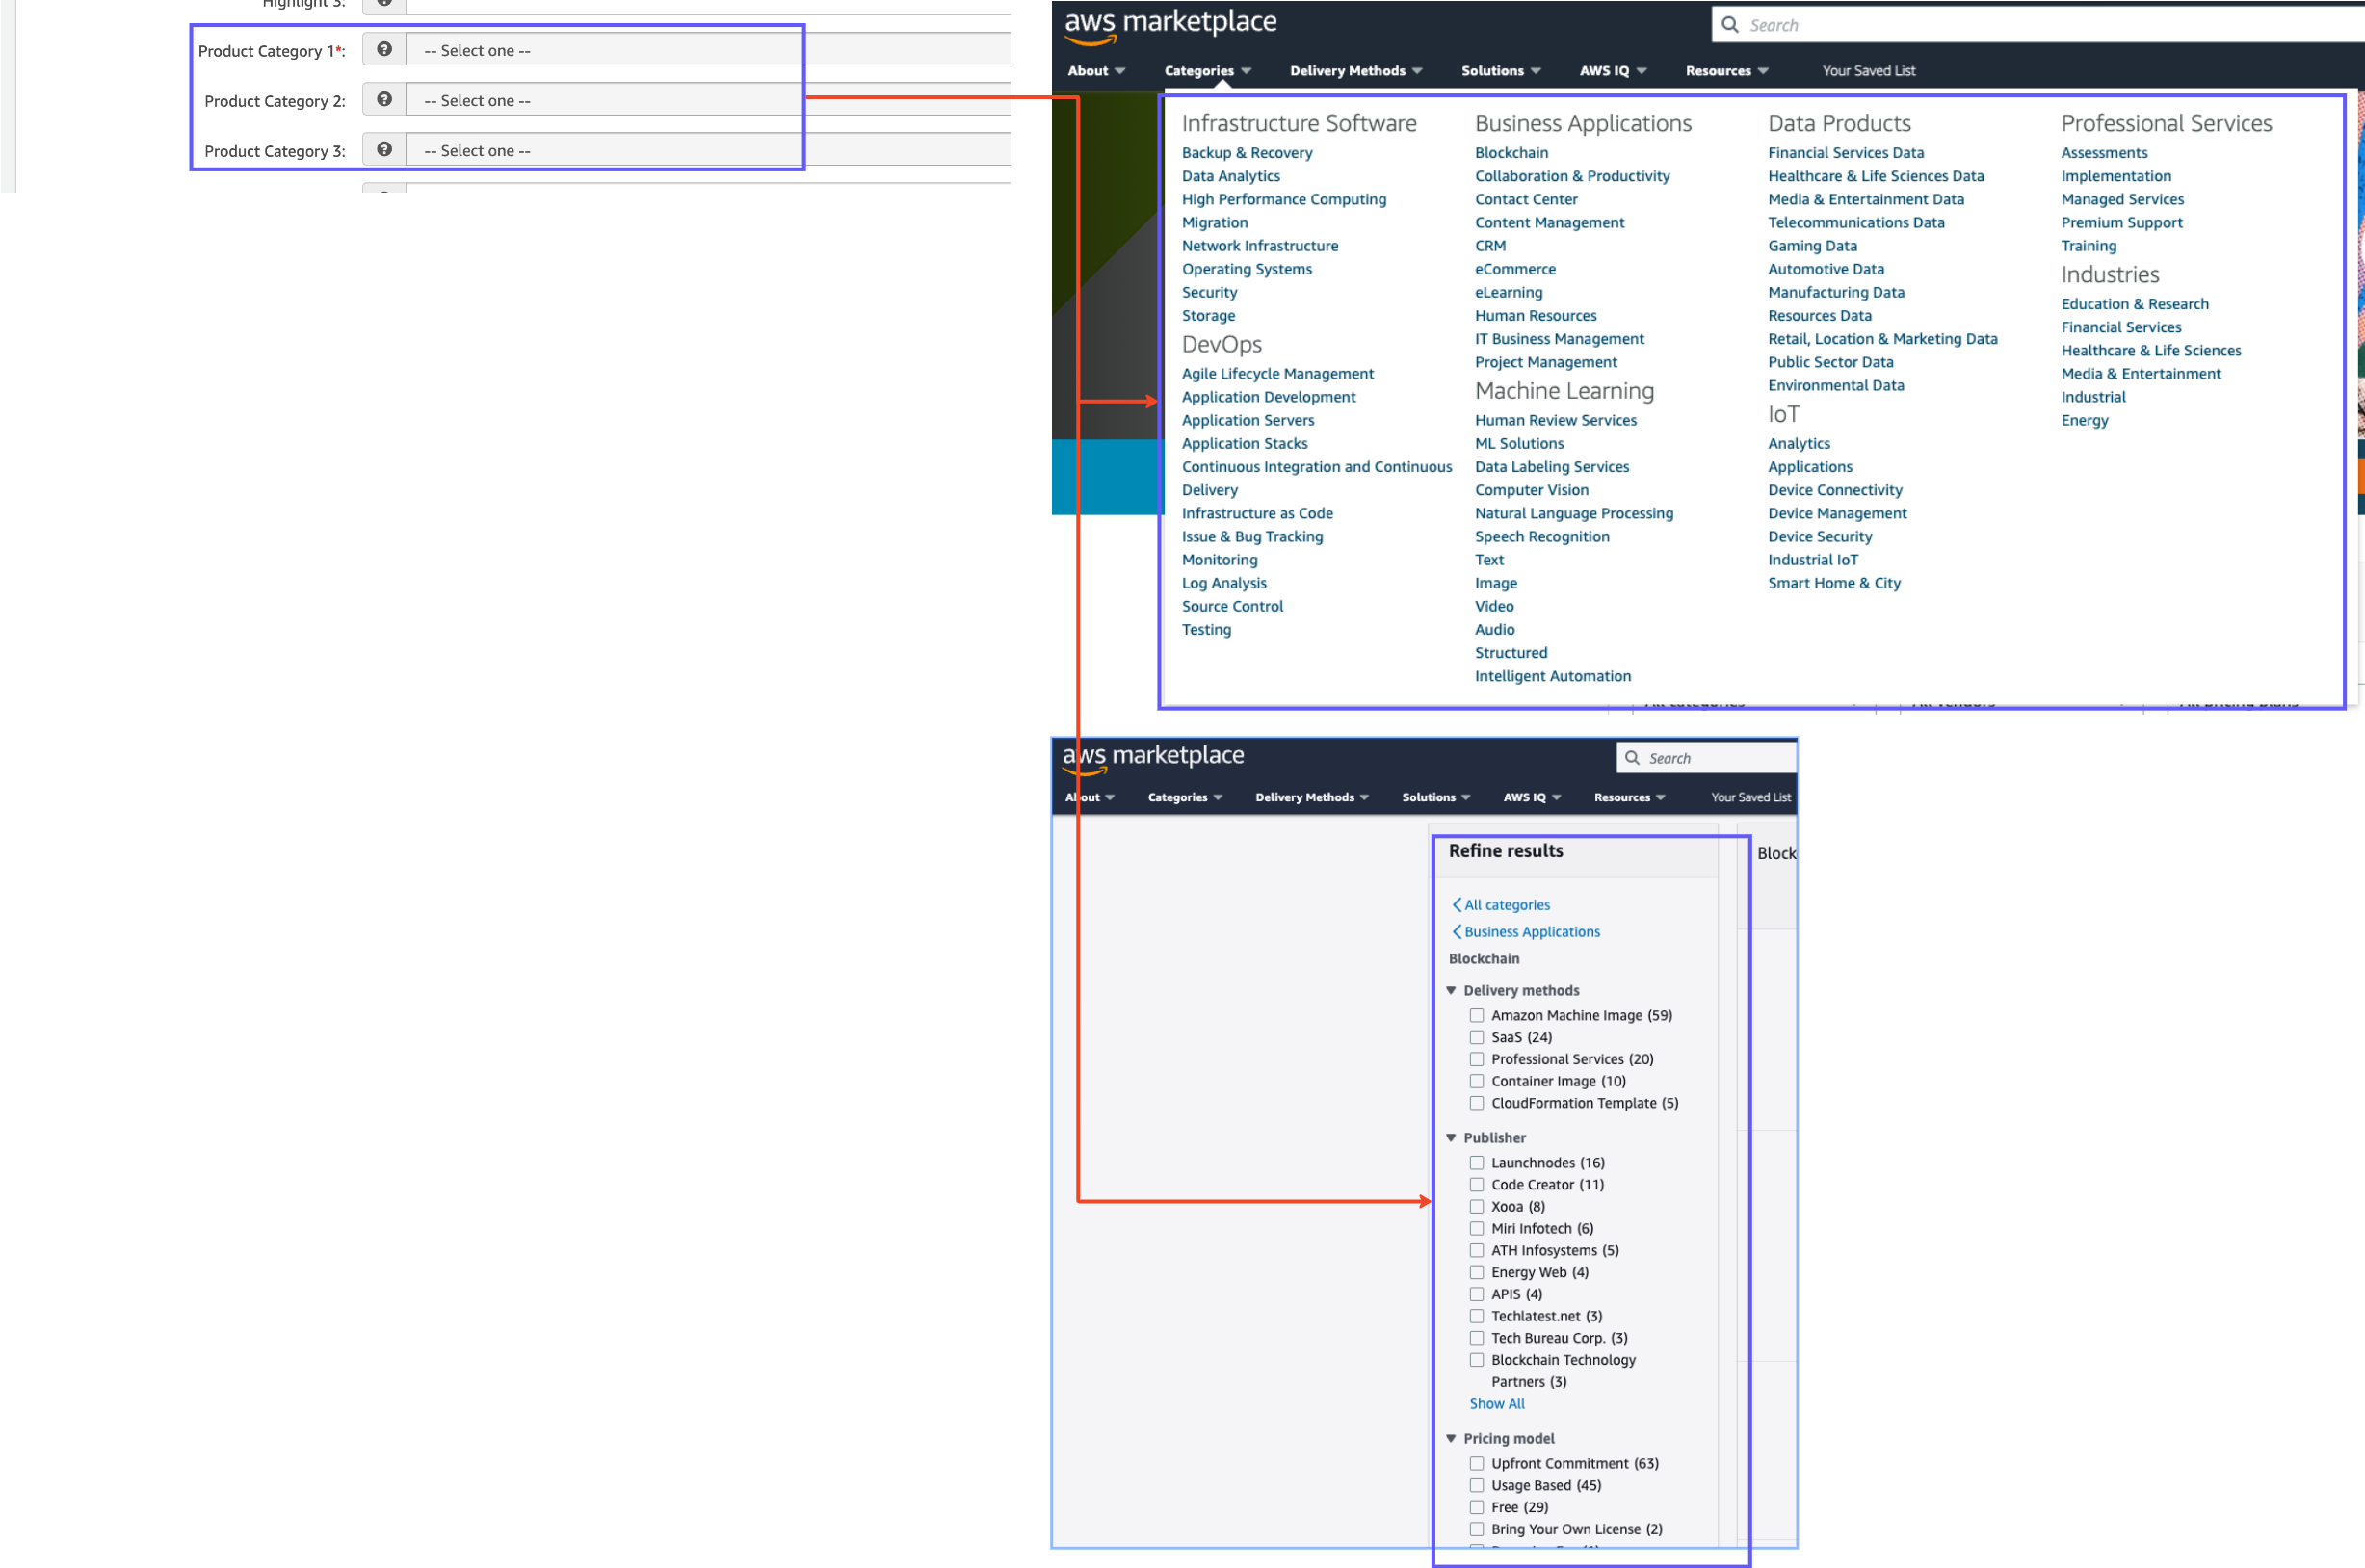 Highlight 3:
Product Category 1*:
-- Select one --
Product Category 2:
-- Select one --
Product Category 3:
-- Select one --
aws marketplace
Search
About
Categories
Delivery Methods
Solutions
AWS IQ
Resources
Your Saved List
Infrastructure Software
Backup & Recovery
Data Analytics
High Performance Computing
Migration
Network Infrastructure
Operating Systems
Security
Storage
DevOps
Agile Lifecycle Management
Application Development
Application Servers
Application Stacks
Continuous Integration and Continuous
Delivery
Infrastructure as Code
Issue & Bug Tracking
Monitoring
Log Analysis
Source Control
Testing
Business Applications
Blockchain
Collaboration & Productivity
Contact Center
Content Management
CRM
eCommerce
eLearning
Human Resources
IT Business Management
Project Management
Machine Learning
Human Review Services
ML Solutions
Data Labeling Services
Computer Vision
Natural Language Processing
Speech Recognition
Text
Image
Video
Audio
Structured
Intelligent Automation
Data Products
Financial Services Data
Healthcare & Life Sciences Data
Media & Entertainment Data
Telecommunications Data
Gaming Data
Automotive Data
Manufacturing Data
Resources Data
Retail, Location & Marketing Data
Public Sector Data
Environmental Data
IoT
Analytics
Applications
Device Connectivity
Device Management
Device Security
Industrial IoT
Smart Home & City
Professional Services
Assessments
Implementation
Managed Services
Premium Support
Training
Industries
Education & Research
Financial Services
Healthcare & Life Sciences
Media & Entertainment
Industrial
Energy
All categories
All vendors
All Pricing Plans
aws marketplace
Search
About
Categories
Delivery Methods
Solutions
AWS IQ
Resources
Your Saved List
Refine results
All categories
Business Applications
Blockchain
Delivery methods
Amazon Machine Image (59)
SaaS (24)
Professional Services (20)
Container Image (10)
CloudFormation Template (5)
Publisher
Launchnodes (16)
Code Creator (11)
Xooa (8)
Miri Infotech (6)
ATH Infosystems (5)
Energy Web (4)
APIS (4)
Techlatest.net (3)
Tech Bureau Corp. (3)
Blockchain Technology
Partners (3)
Show All
Pricing model
Upfront Commitment (63)
Usage Based (45)
Free (29)
Bring Your Own License (2)
Block